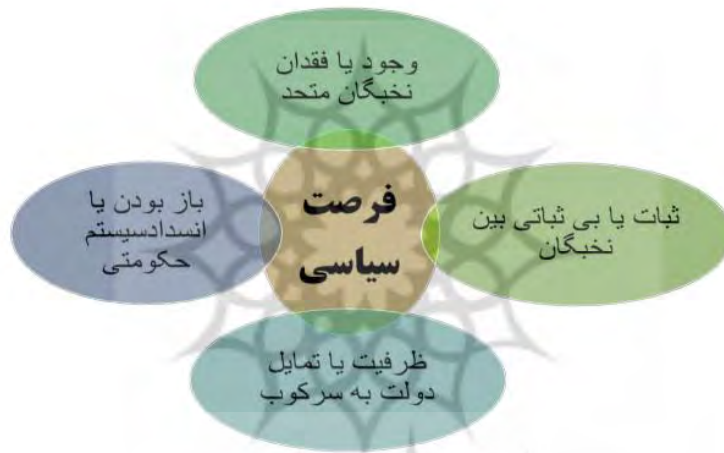 وجود یا فقدان
نخبگان متحد
ثبات یا بی ثباتی بین
نخبگان
فرصت
سیاسی
باز بودن یا
انسدادسیستم
حکومتی
ظرفیت یا تمایل
دولت به سرکوب